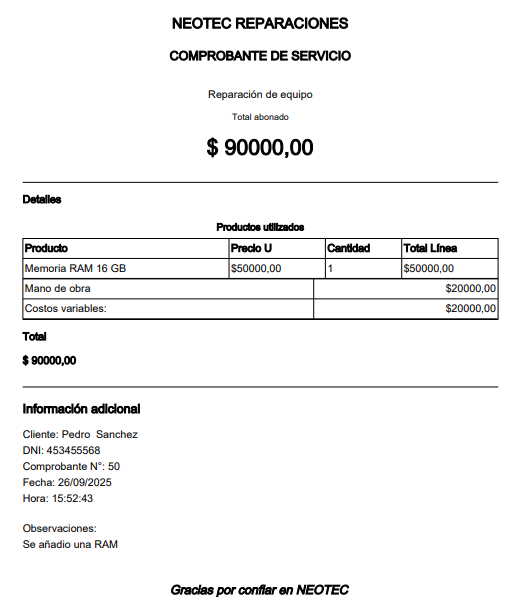 NEOTEC REPARACIONES
COMPROBANTE DE SERVICIO
Reparación de equipo
Total abonado
$ 90000,00
Detalles
Productos utilizados
Producto Precio U Cantidad Total Línea
Memoria RAM 16 GB $50000,00 1 $50000,00
Mano de obra $20000,00
Costos variables: $20000,00
Total
$ 90000,00
Información adicional
Cliente: Pedro  Sanchez
DNI: 453455568
Comprobante N°: 50
Fecha: 26/09/2025
Hora: 15:52:43
Observaciones:
Se añadio una RAM
Gracias por confiar en NEOTEC